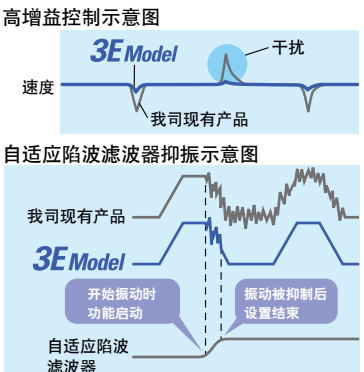 高增益控制示意图
3E Model
干扰
速度
我司现有产品
自适应陷波滤波器抑振示意图
我司现有产品
3E Model
开始振动时
功能启动
振动被抑制后
设置结束
自适应陷波
滤波器